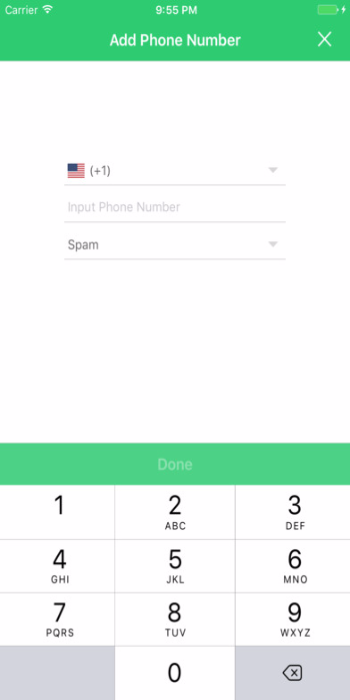 Carrier 9:55 PM
Add Phone Number
(+1)
Input Phone Number
Spam
Done
1 2 3
ABC DEF
4 5 6
GHI JKL MNO
7 8 9
PQRS TUV WXYZ
0